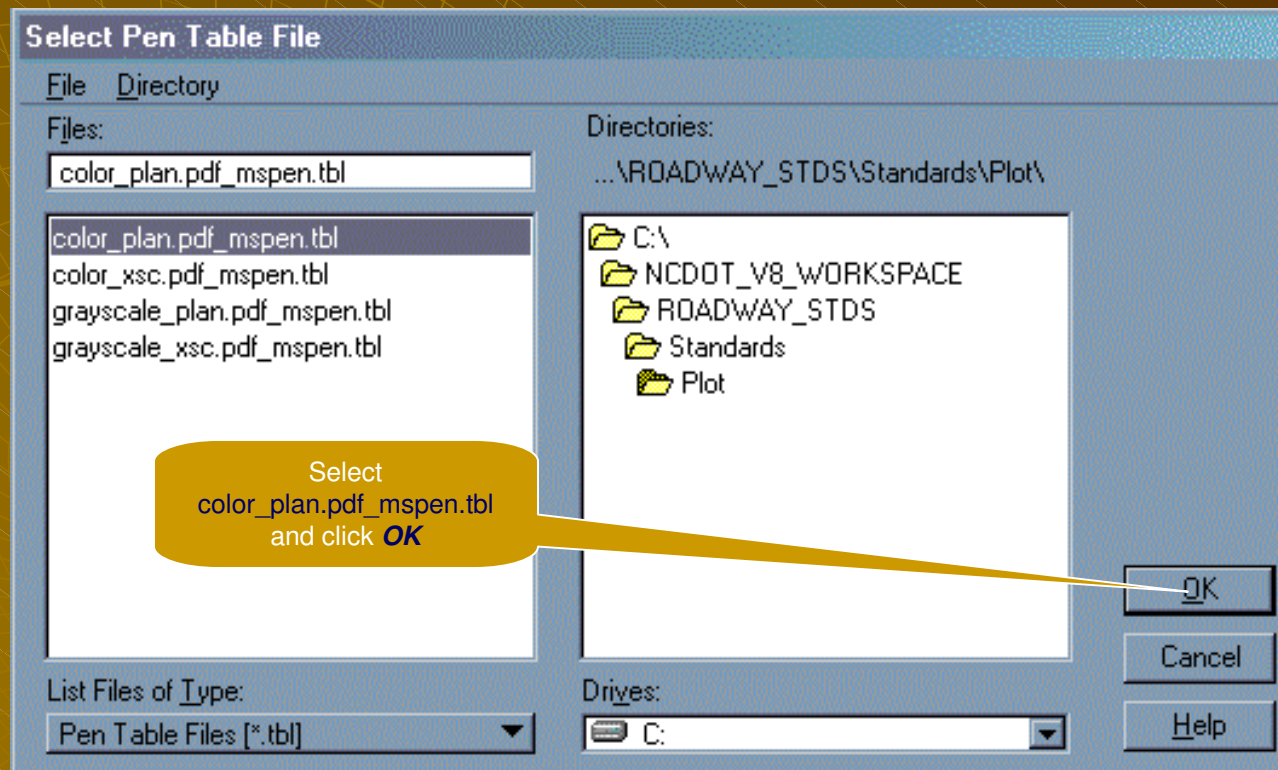 Select Pen Table File
File Directory
Files:
color_plan.pdf_mspen.tbl
color_plan.pdf_mspen.tbl
color_xsc.pdf_mspen.tbl
grayscale_plan.pdf_mspen.tbl
grayscale_xsc.pdf_mspen.tbl
Directories:
...\ROADWAY_STDS\Standards\Plot\
C:\
NCDOT_V8_WORKSPACE
ROADWAY_STDS
Standards
Plot
Select
color_plan.pdf_mspen.tbl
and click OK
OK
Cancel
Help
List Files of Type:
Pen Table Files [*.tbl]
Drives:
C: